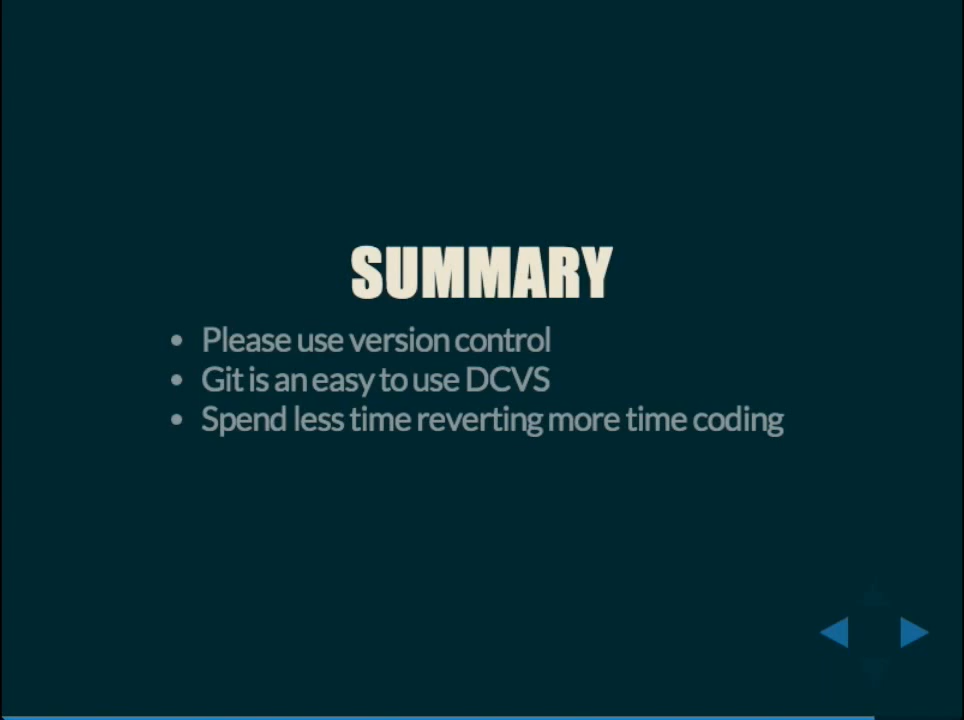 SUMMARY
• Please use version control
• Git is an easy to use DCVS
• Spend less time reverting more time coding